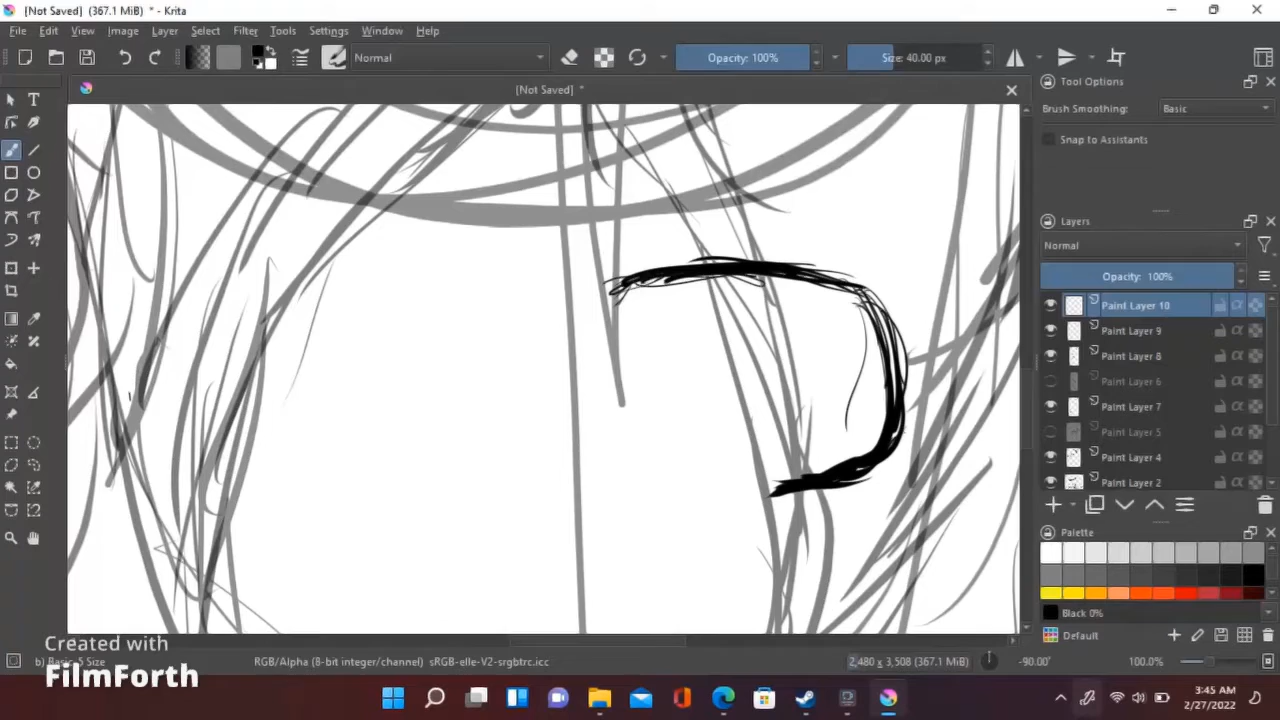 [Not Saved] (367.1 MiB) * - Krita
File Edit View Image Layer Select Filter Tools Settings Window Help
Normal
Opacity: 100%
Size: 40.00 px
[Not Saved] *
Tool Options
Brush Smoothing: Basic
Snap to Assistants
Layers
Normal
Opacity: 100%
Paint Layer 10
Paint Layer 9
Paint Layer 8
Paint Layer 6
Paint Layer 7
Paint Layer 5
Paint Layer 4
Paint Layer 2
Palette
Black 0%
Default
Created with
FilmForth
b) Basic-5 Size
RGB/Alpha (8-bit integer/channel) sRGB-elle-V2-srgbtrc.icc
2,480 x 3,508 (367.1 MiB)
-90.00°
100.0%
3:45 AM
2/27/2022